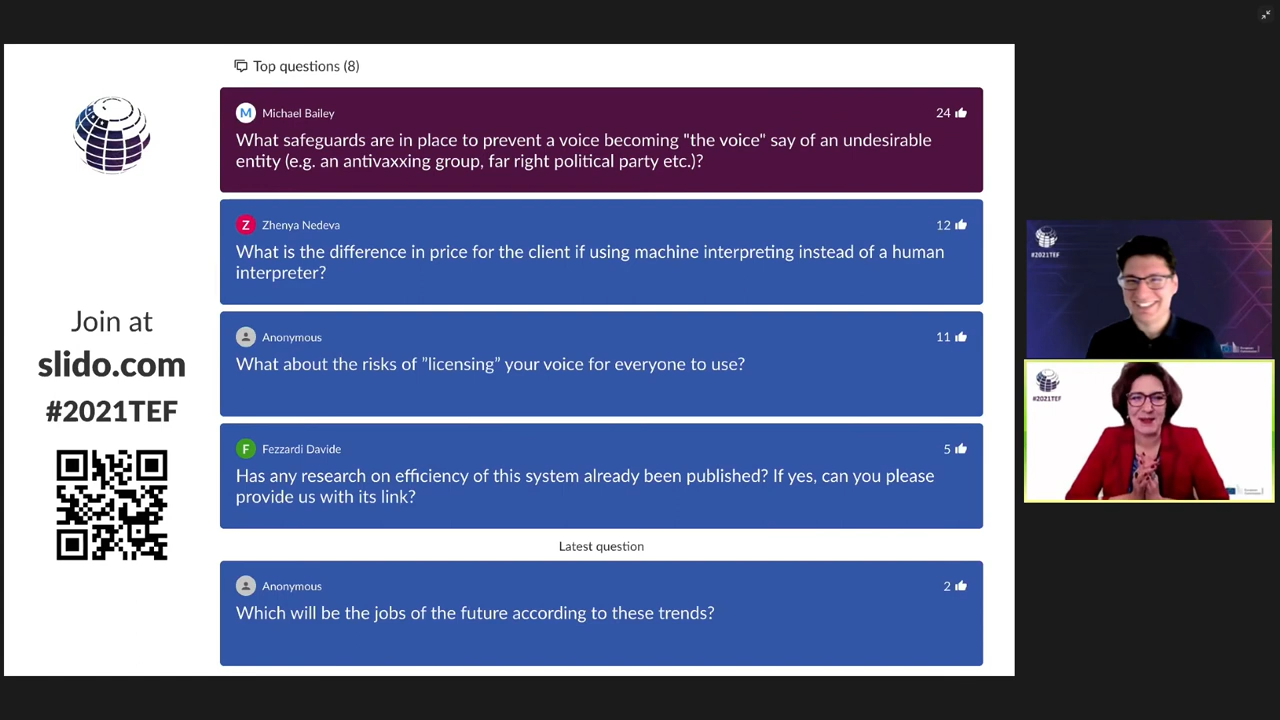 Top questions (8)
M Michael Bailey 24
What safeguards are in place to prevent a voice becoming "the voice" say of an undesirable
entity (e.g. an antivaxxing group, far right political party etc.)?
Z Zhenya Nedeva 12
What is the difference in price for the client if using machine interpreting instead of a human
interpreter?
Anonymous 11
What about the risks of ”licensing” your voice for everyone to use?
F Fezzardi Davide 5
Has any research on efficiency of this system already been published? If yes, can you please
provide us with its link?
Latest question
Anonymous 2
Which will be the jobs of the future according to these trends?
Join at
slido.com
#2021TEF
#2021TEF
#2021TEF